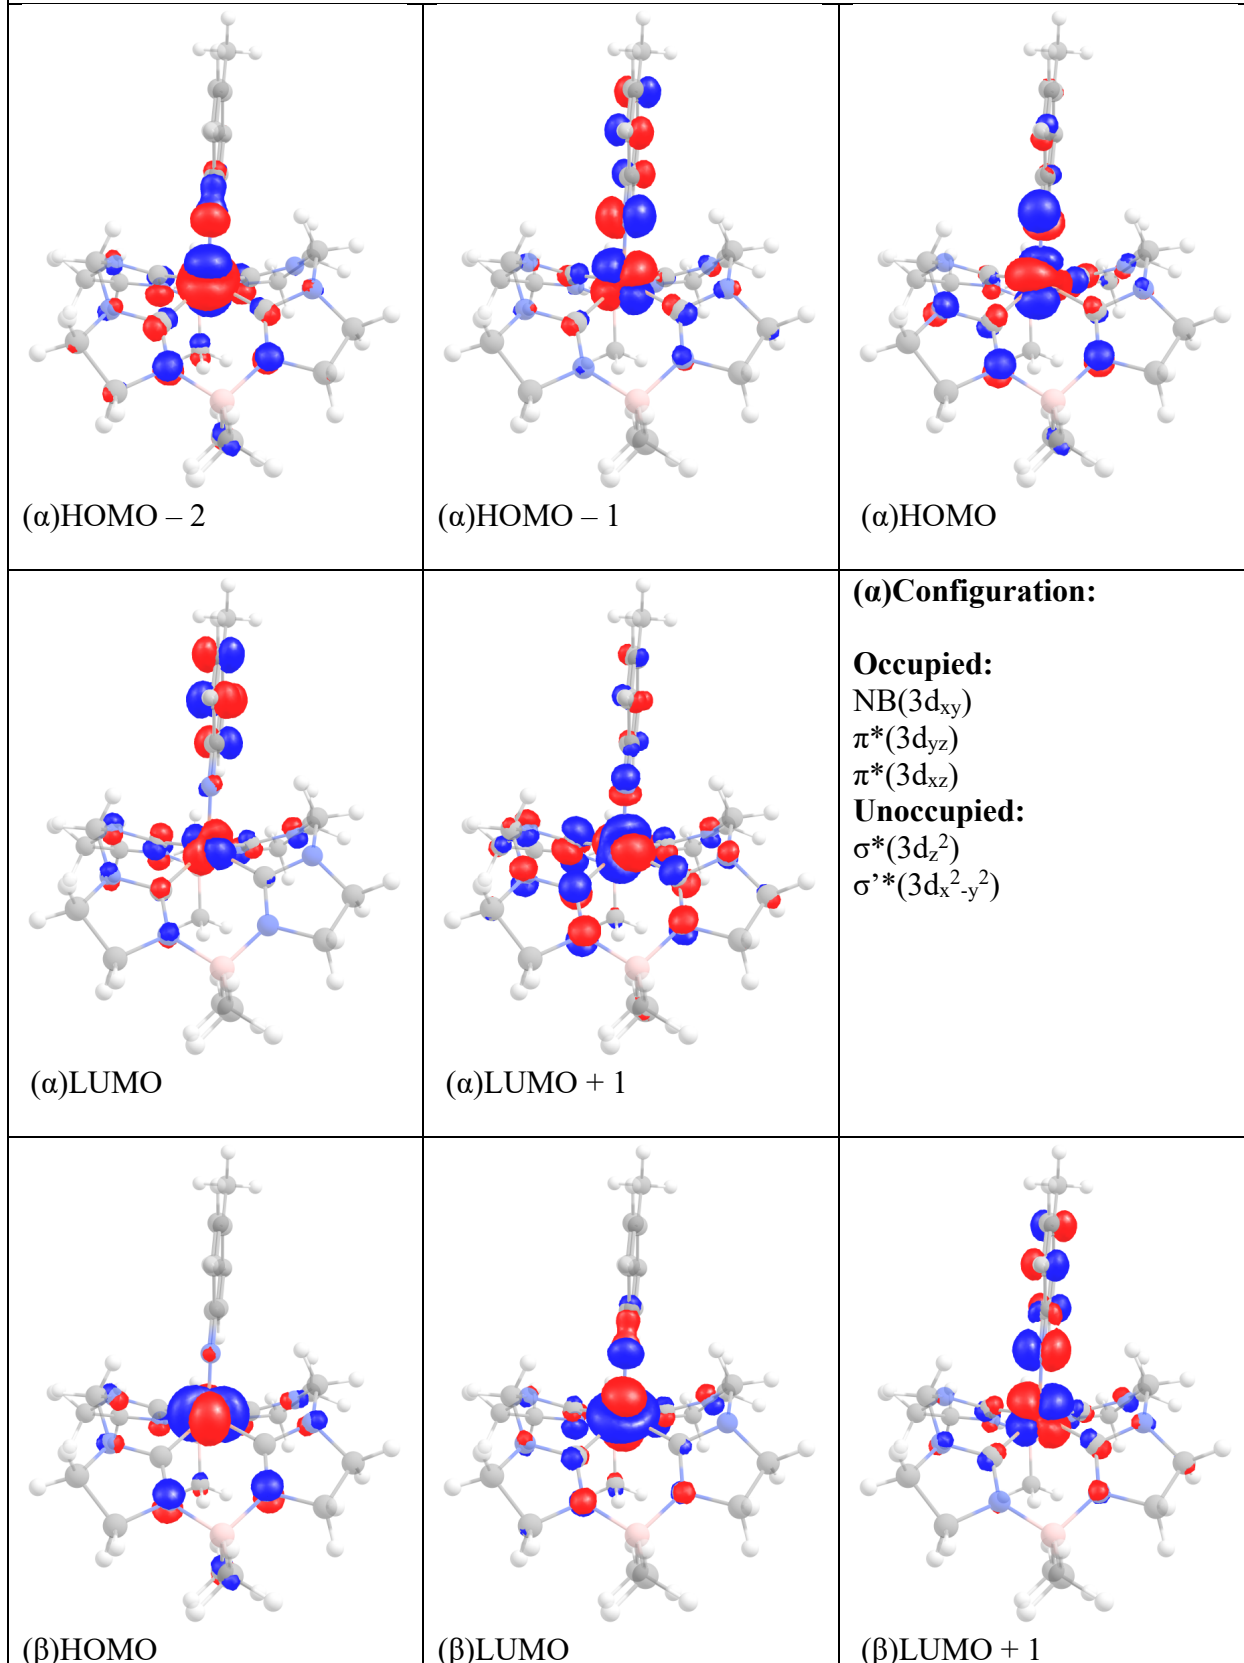 (α)HOMO – 2
(α)HOMO – 1
(α)HOMO
(α)LUMO
(α)LUMO + 1
(α)Configuration:
Occupied:
NB(3dxy)
π*(3dyz)
π*(3dxz)
Unoccupied:
σ*(3dz²)
σ’*(3dx²-y²)
(β)HOMO
(β)LUMO
(β)LUMO + 1